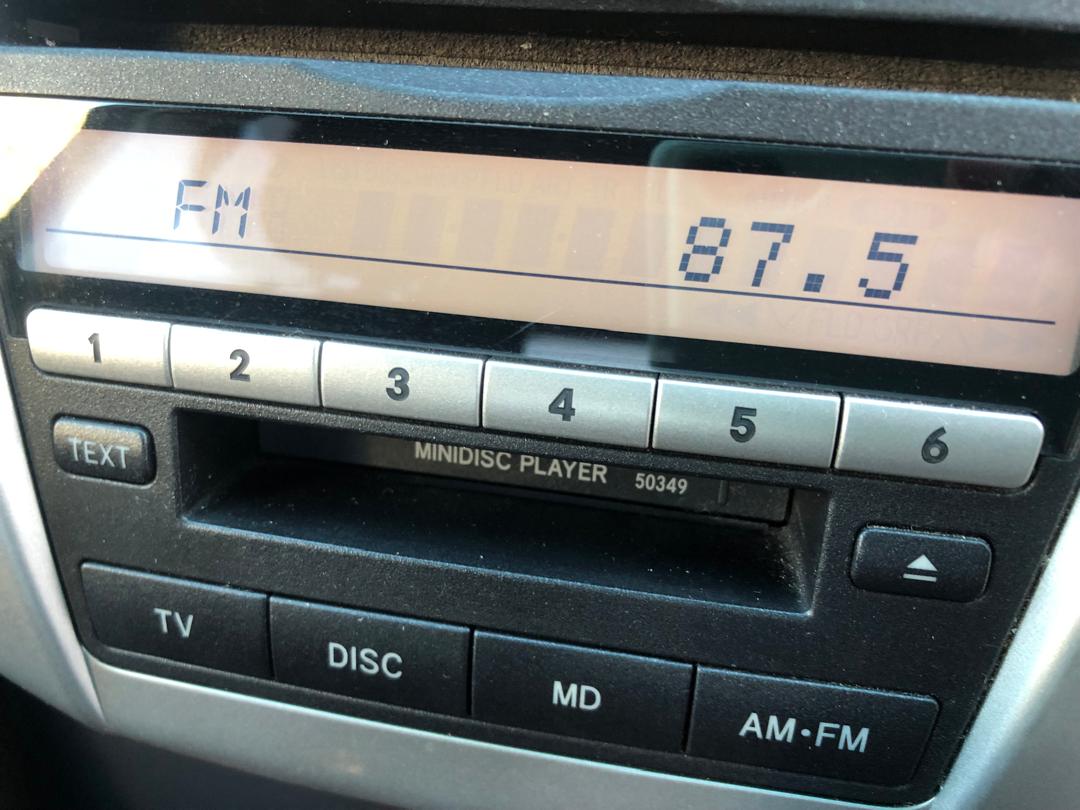 FM 87.5
1 2 3 4 5 6
TEXT
MINIDISC PLAYER 50349
TV DISC MD AM•FM